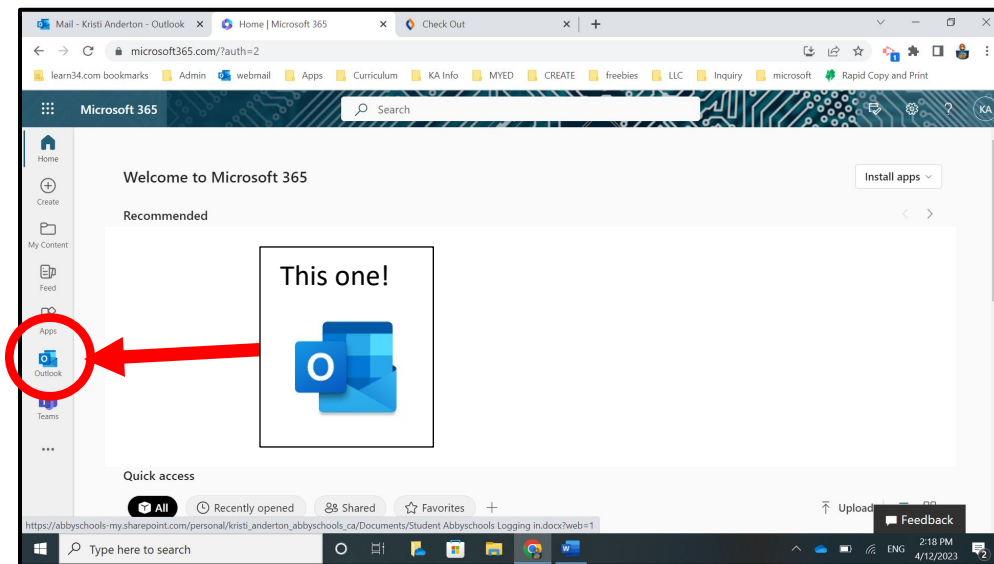 Mail - Kristi Anderton - Outlook
Home | Microsoft 365
Check Out
microsoft365.com/?auth=2
learn34.com bookmarks Admin webmail Apps Curriculum KA Info MYED CREATE freebies LLC Inquiry microsoft Rapid Copy and Print
Microsoft 365
Search
KA
Home
Create
My Content
Feed
Apps
Outlook
Teams
Welcome to Microsoft 365
Install apps
Recommended
This one!
O
Quick access
All
Recently opened
Shared
Favorites
Upload
https://abbyschools-my.sharepoint.com/personal/kristi_anderton_abbyschools_ca/Documents/Student Abbyschools Logging in.docx?web=1
Feedback
Type here to search
ENG
2:18 PM
4/12/2023
2